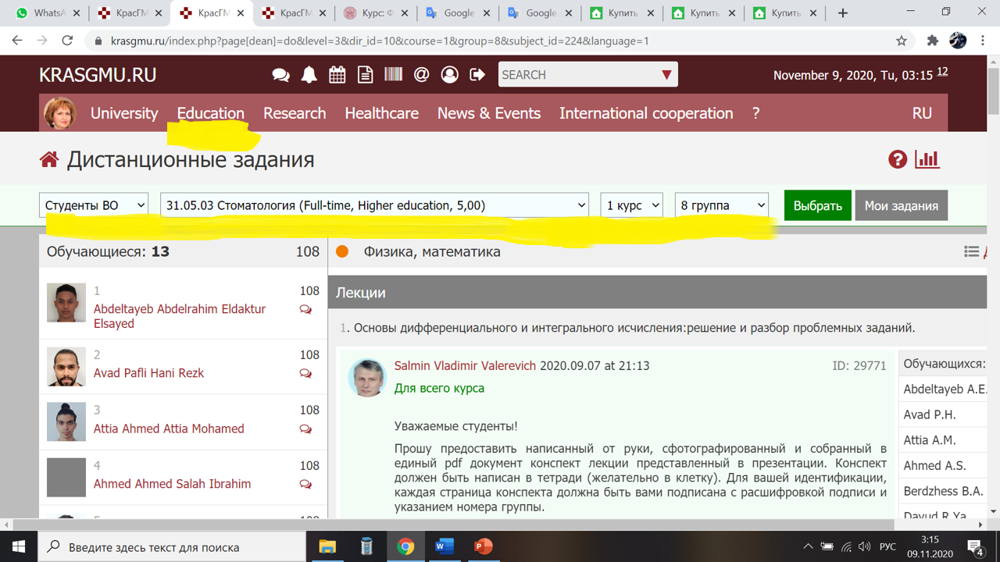 WhatsA
КрасГМ
КрасГМ
КрасГМ
курс: Ф
Google
Google
Купить
Купить
Купить
krasgmu.ru/index.php?page[dean]=do&level=3&dir_id=10&course=1&group=8&subject_id=224&language=1
KRASGMU.RU
SEARCH
November 9, 2020, Tu, 03:15 12
University Education Research Healthcare News & Events International cooperation ? RU
Дистанционные задания
Студенты ВО
31.05.03 Стоматология (Full-time, Higher education, 5,00)
1 курс
8 группа
Выбрать
Мои задания
Обучающиеся: 13 108
Физика, математика
1 108
Abdeltayeb Abdelrahim Eldaktur
Elsayed
2 108
Avad Pafli Hani Rezk
3 108
Attia Ahmed Attia Mohamed
4 108
Ahmed Ahmed Salah Ibrahim
Лекции
1. Основы дифференциального и интегрального исчисления:решение и разбор проблемных заданий.
Salmin Vladimir Valerevich 2020.09.07 at 21:13 ID: 29771
Для всего курса
Уважаемые студенты!
Прошу предоставить написанный от руки, сфотографированный и собранный в
единый pdf документ конспект лекции представленный в презентации. Конспект
должен быть написан в тетради (желательно в клетку). Для вашей идентификации,
каждая страница конспекта должна быть вами подписана с расшифровкой подписи и
указанием номера группы.
Обучающихся:
Abdeltayeb A.E.
Avad P.H.
Attia A.M.
Ahmed A.S.
Berdzhess B.A.
Davud R.Ya.
Введите здесь текст для поиска
РУС
3:15
09.11.2020
4